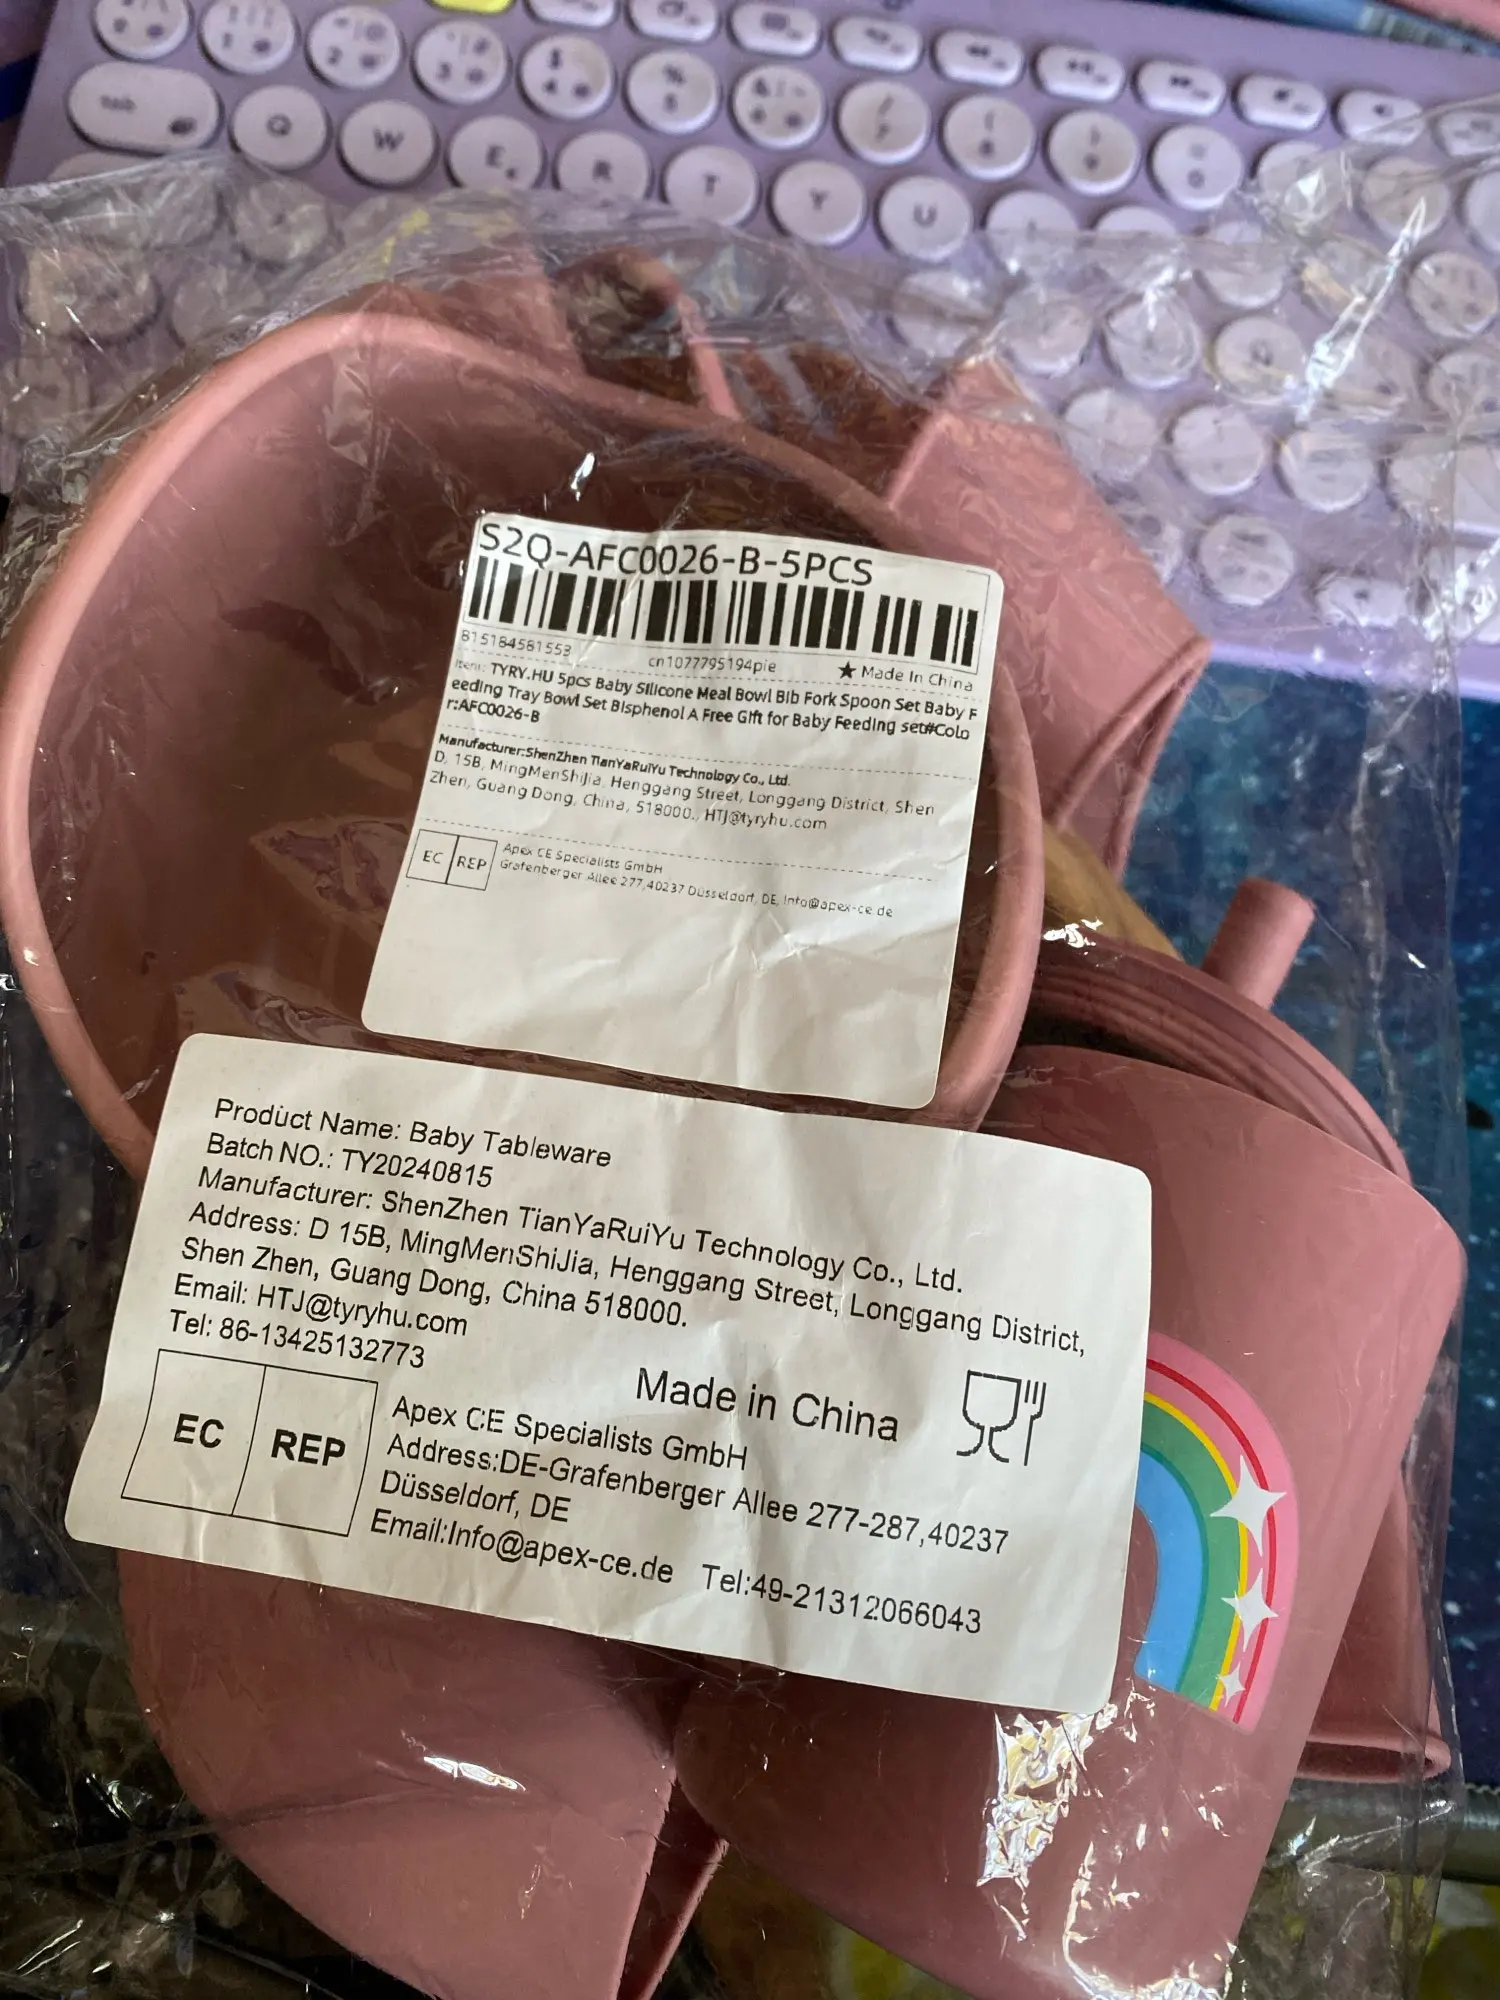 Tab
Q W E R T Y U
S2Q-AFC0026-B-5PCS
815184581553
cn1077795194pie
★ Made In China
Item: TYRY.HU 5pcs Baby Silicone Meal Bowl Bib Fork Spoon Set Baby F
eeding Tray Bowl Set Bisphenol A Free Gift for Baby Feeding set#Colo
r:AFC0026-B
Manufacturer:ShenZhen TianYaRuiYu Technology Co., Ltd.
D, 15B, MingMenShiJia, Henggang Street, Longgang District, Shen
Zhen, Guang Dong, China, 518000., HTJ@tyryhu.com
EC REP
Apex CE Specialists GmbH
Grafenberger Allee 277,40237 Düsseldorf, DE, Info@apex-ce.de
Product Name: Baby Tableware
Batch NO.: TY20240815
Manufacturer: ShenZhen TianYaRuiYu Technology Co., Ltd.
Address: D 15B, MingMenShiJia, Henggang Street, Longgang District,
Shen Zhen, Guang Dong, China 518000.
Email: HTJ@tyryhu.com
Tel: 86-13425132773
Made in China
EC REP
Apex CE Specialists GmbH
Address:DE-Grafenberger Allee 277-287,40237
Düsseldorf, DE
Email:Info@apex-ce.de Tel:49-21312066043